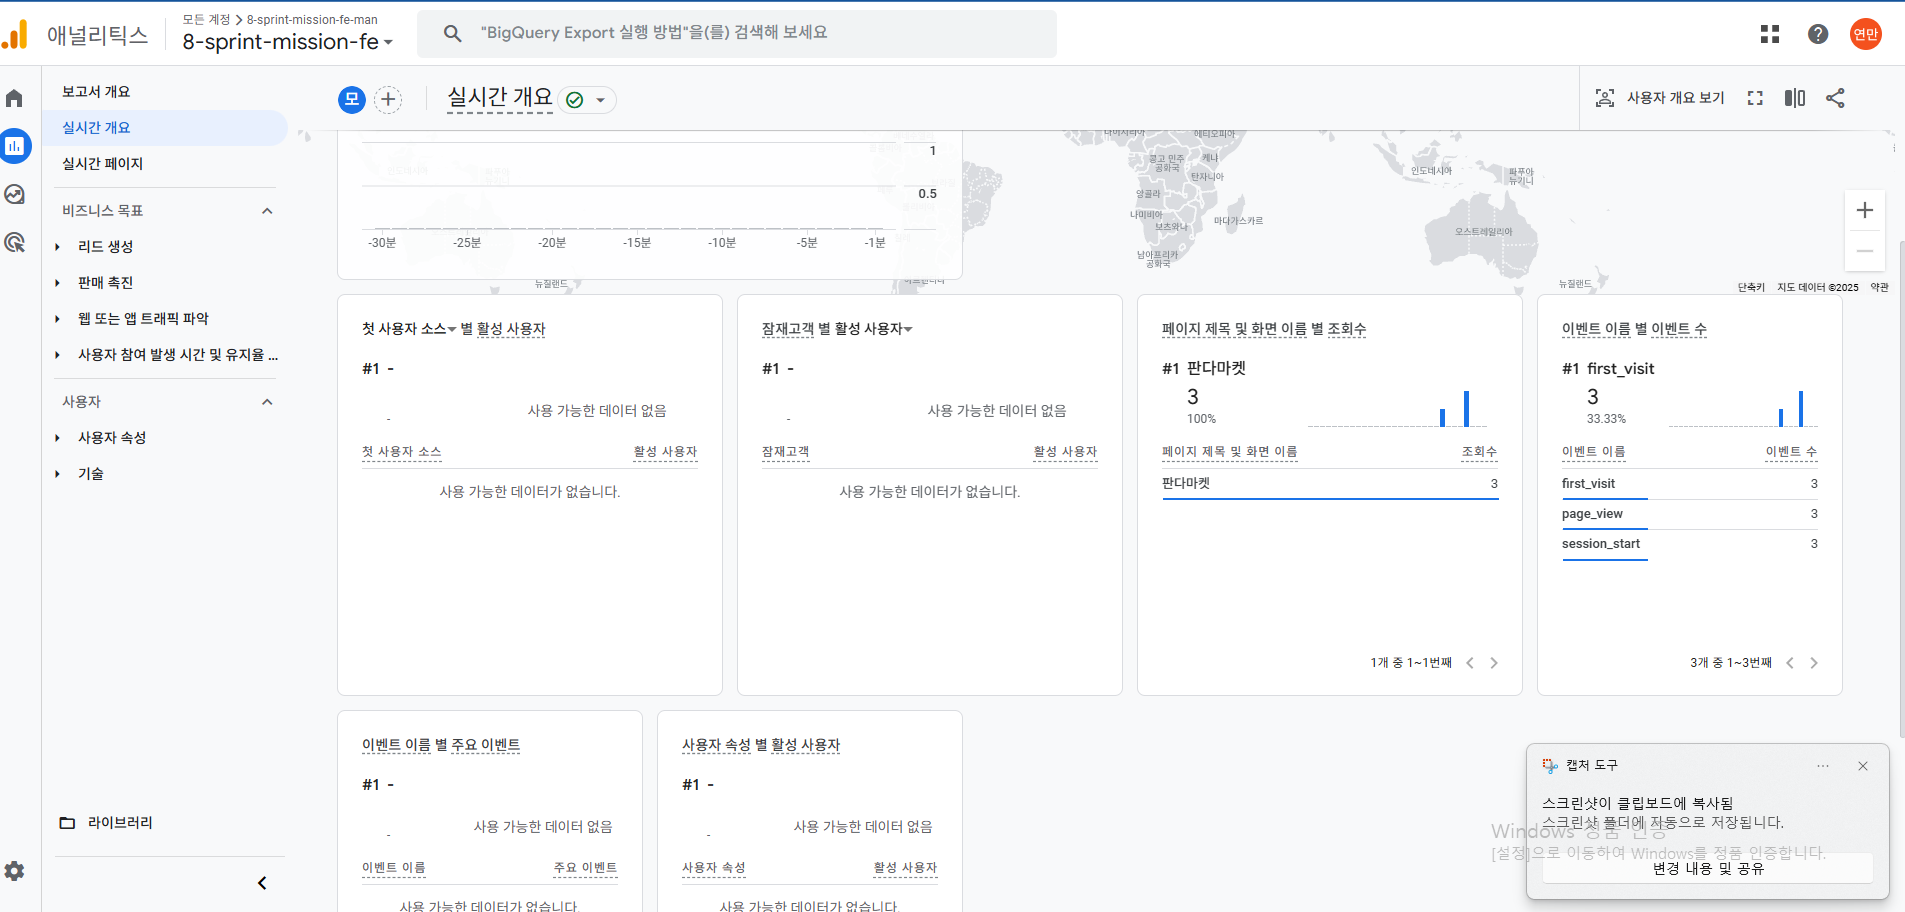 모든 계정 > 8-sprint-mission-fe-man
애널리틱스
8-sprint-mission-fe
"BigQuery Export 실행 방법"을(를) 검색해 보세요
연만
보고서 개요
실시간 개요
실시간 페이지
비즈니스 목표
리드 생성
판매 촉진
웹 또는 앱 트래픽 파악
사용자 참여 발생 시간 및 유지율 ...
사용자
사용자 속성
기술
라이브러리
모
실시간 개요
사용자 개요 보기
1
0.5
-30분
-25분
-20분
-15분
-10분
-5분
-1분
인도네시아
뉴질랜드
에티오피아
콩고 민주
공화국
케냐
탄자니아
앙골라
나미비아
보츠와나
마다가스카르
남아프리카
공화국
인도네시아
파푸아
뉴기니
오스트레일리아
뉴질랜드
단축키
지도 데이터 ©2025
약관
첫 사용자 소스 별 활성 사용자
#1 -
-
사용 가능한 데이터 없음
첫 사용자 소스
활성 사용자
사용 가능한 데이터가 없습니다.
잠재고객 별 활성 사용자
#1 -
-
사용 가능한 데이터 없음
잠재고객
활성 사용자
사용 가능한 데이터가 없습니다.
페이지 제목 및 화면 이름 별 조회수
#1 판다마켓
3
100%
페이지 제목 및 화면 이름
조회수
판다마켓
3
1개 중 1~1번째
이벤트 이름 별 이벤트 수
#1 first_visit
3
33.33%
이벤트 이름
이벤트 수
first_visit
3
page_view
3
session_start
3
3개 중 1~3번째
이벤트 이름 별 주요 이벤트
#1 -
-
사용 가능한 데이터 없음
이벤트 이름
주요 이벤트
사용 가능한 데이터가 없습니다.
사용자 속성 별 활성 사용자
#1 -
-
사용 가능한 데이터 없음
사용자 속성
활성 사용자
사용 가능한 데이터가 없습니다.
캡처 도구
스크린샷이 클립보드에 복사됨
스크린샷 폴더에 자동으로 저장됩니다.
Windows 정품 인증
[설정]으로 이동하여 Windows를 정품 인증합니다.
변경 내용 및 공유